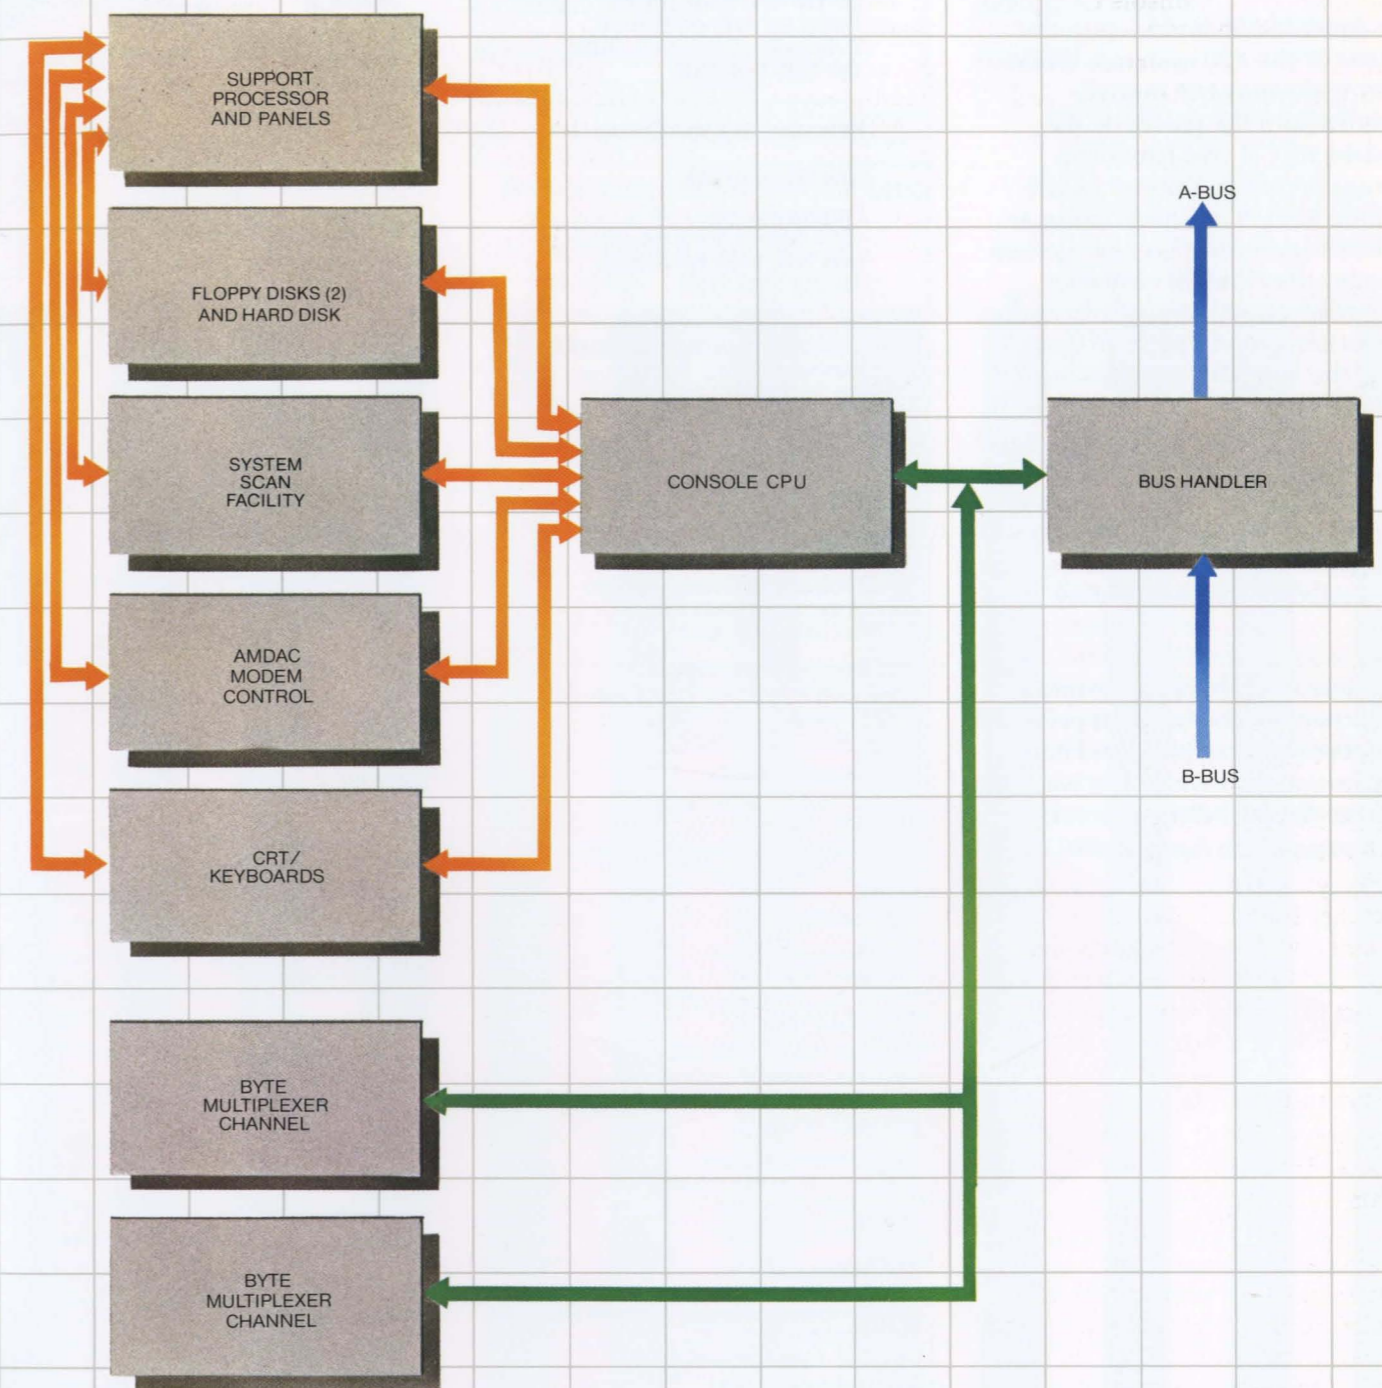 SUPPORT
PROCESSOR
AND PANELS
A-BUS
FLOPPY DISKS (2)
AND HARD DISK
SYSTEM
SCAN
FACILITY
CONSOLE CPU
BUS HANDLER
AMDAC
MODEM
CONTROL
B-BUS
CRT/
KEYBOARDS
BYTE
MULTIPLEXER
CHANNEL
BYTE
MULTIPLEXER
CHANNEL